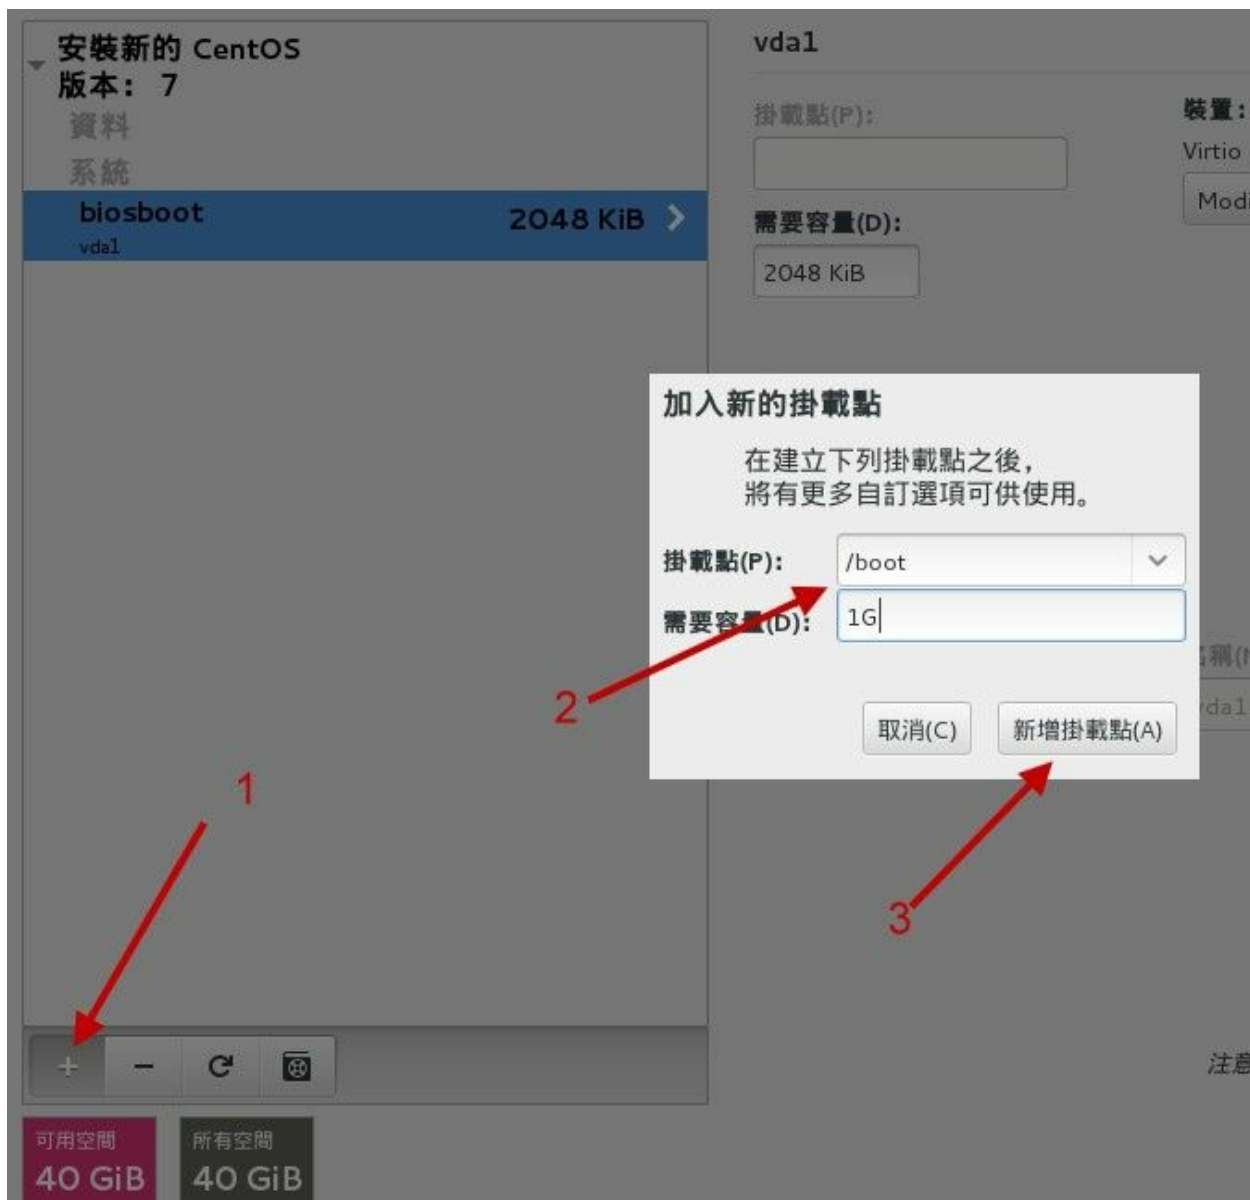 安裝新的 CentOS
版本： 7
資料
系統
biosboot
2048 KiB
vda1
vda1
掛載點(P):
裝置:
Virtio
需要容量(D):
2048 KiB
加入新的掛載點
在建立下列掛載點之後，
將有更多自訂選項可供使用。
掛載點(P):
/boot
需要容量(D):
1G
取消(C)
新增掛載點(A)
1
2
3
注意
可用空間
40 GiB
所有空間
40 GiB